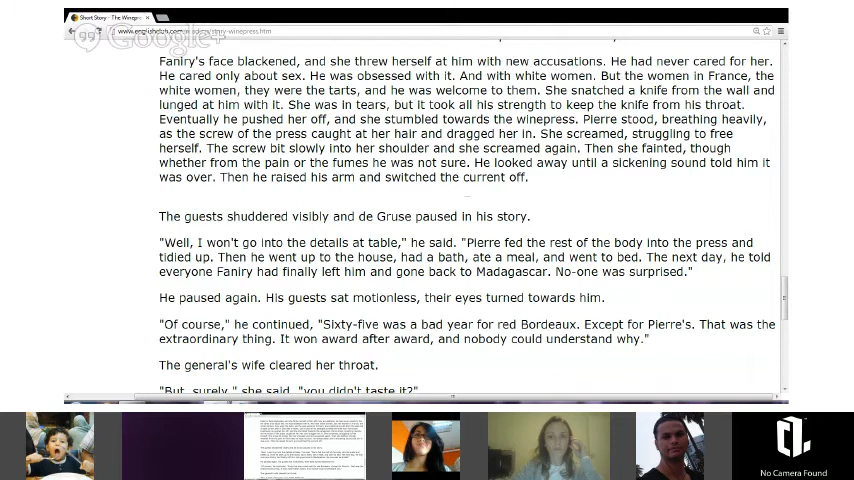 Short Story - The Winepre
Google+
www.englishclub.com/reading/story-winepress.htm
Faniry's face blackened, and she threw herself at him with new accusations. He had never cared for her.
He cared only about sex. He was obsessed with it. And with white women. But the women in France, the
white women, they were the tarts, and he was welcome to them. She snatched a knife from the wall and
lunged at him with it. She was in tears, but it took all his strength to keep the knife from his throat.
Eventually he pushed her off, and she stumbled towards the winepress. Pierre stood, breathing heavily,
as the screw of the press caught at her hair and dragged her in. She screamed, struggling to free
herself. The screw bit slowly into her shoulder and she screamed again. Then she fainted, though
whether from the pain or the fumes he was not sure. He looked away until a sickening sound told him it
was over. Then he raised his arm and switched the current off.
The guests shuddered visibly and de Gruse paused in his story.
"Well, I won't go into the details at table," he said. "Pierre fed the rest of the body into the press and
tidied up. Then he went up to the house, had a bath, ate a meal, and went to bed. The next day, he told
everyone Faniry had finally left him and gone back to Madagascar. No-one was surprised."
He paused again. His guests sat motionless, their eyes turned towards him.
"Of course," he continued, "Sixty-five was a bad year for red Bordeaux. Except for Pierre's. That was the
extraordinary thing. It won award after award, and nobody could understand why."
The general's wife cleared her throat.
"But, surely," she said, "you didn't taste it?"
No Camera Found